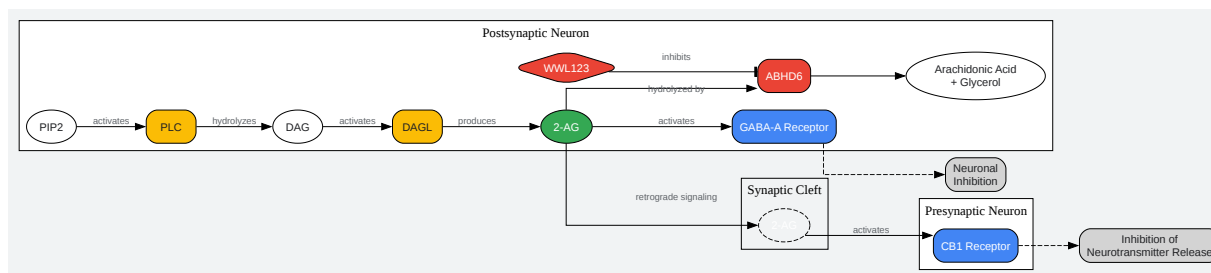 Postsynaptic Neuron
WWL123
inhibits
ABHD6
Arachidonic Acid
+ Glycerol
hydrolyzed by
PIP2
activates
PLC
hydrolyzes
DAG
activates
DAGL
produces
2-AG
activates
GABA-A Receptor
Neuronal
Inhibition
Synaptic Cleft
retrograde signaling
2-AG
activates
Presynaptic Neuron
CB1 Receptor
Inhibition of
Neurotransmitter Release